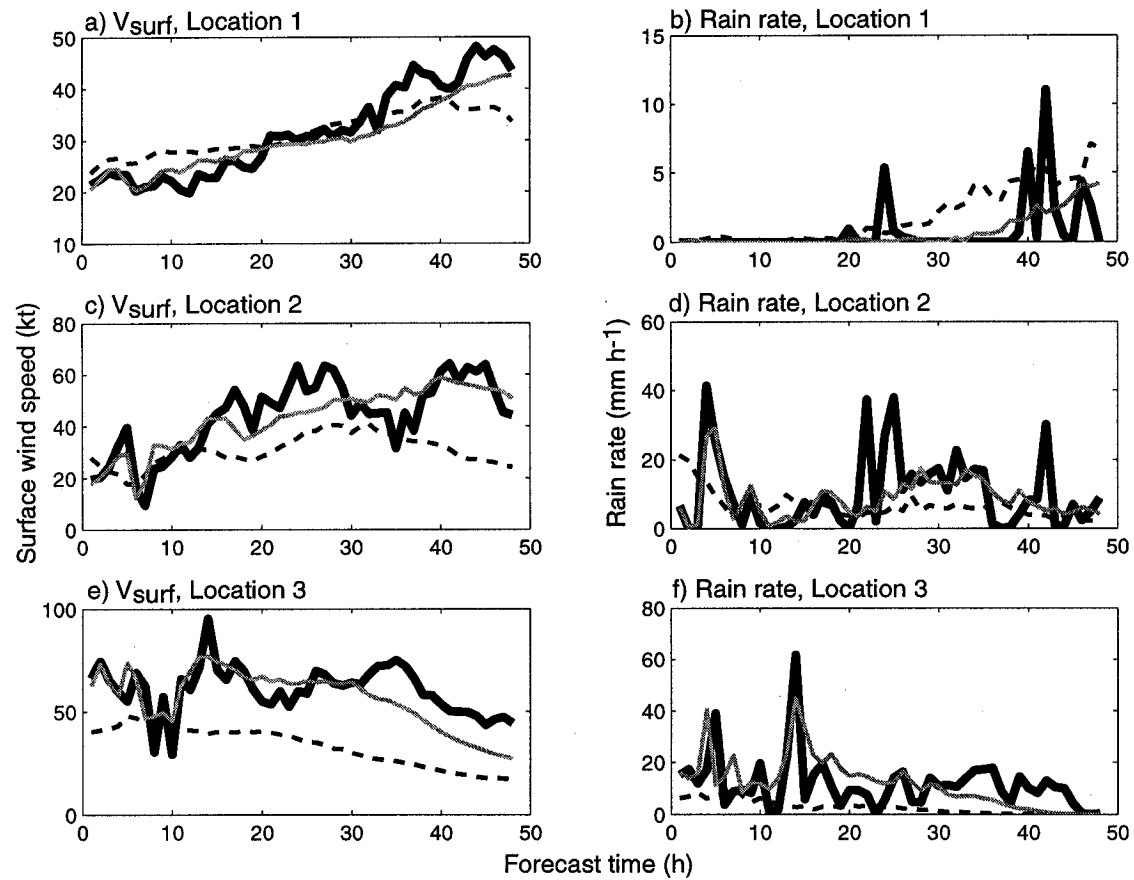 a) Vsurf, Location 1
50
40
30
20
10
0 10 20 30 40 50
b) Rain rate, Location 1
15
10
5
0
0 10 20 30 40 50
c) Vsurf, Location 2
80
60
40
20
0
0 10 20 30 40 50
d) Rain rate, Location 2
60
40
20
0
0 10 20 30 40 50
e) Vsurf, Location 3
100
50
0
0 10 20 30 40 50
f) Rain rate, Location 3
80
60
40
20
0
0 10 20 30 40 50
Surface wind speed (kt)
Rain rate (mm h-1)
Forecast time (h)